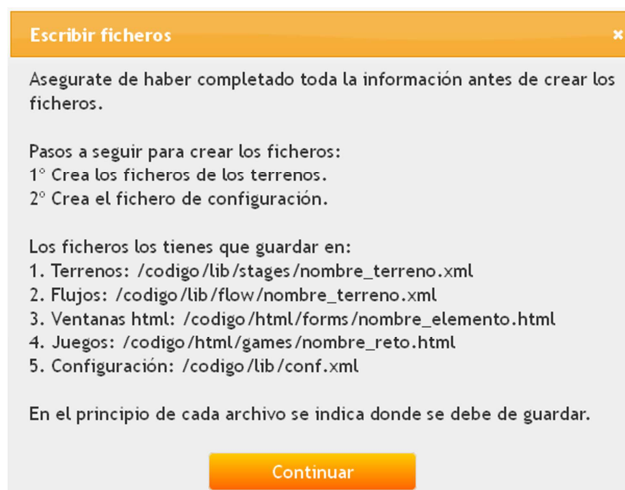 Escribir ficheros
Asegurate de haber completado toda la información antes de crear los
ficheros.
Pasos a seguir para crear los ficheros:
1º Crea los ficheros de los terrenos.
2º Crea el fichero de configuración.
Los ficheros los tienes que guardar en:
1. Terrenos: /codigo/lib/stages/nombre_terreno.xml
2. Flujos: /codigo/lib/flow/nombre_terreno.xml
3. Ventanas html: /codigo/html/forms/nombre_elemento.html
4. Juegos: /codigo/html/games/nombre_reto.html
5. Configuración: /codigo/lib/conf.xml
En el principio de cada archivo se indica donde se debe de guardar.
Continuar